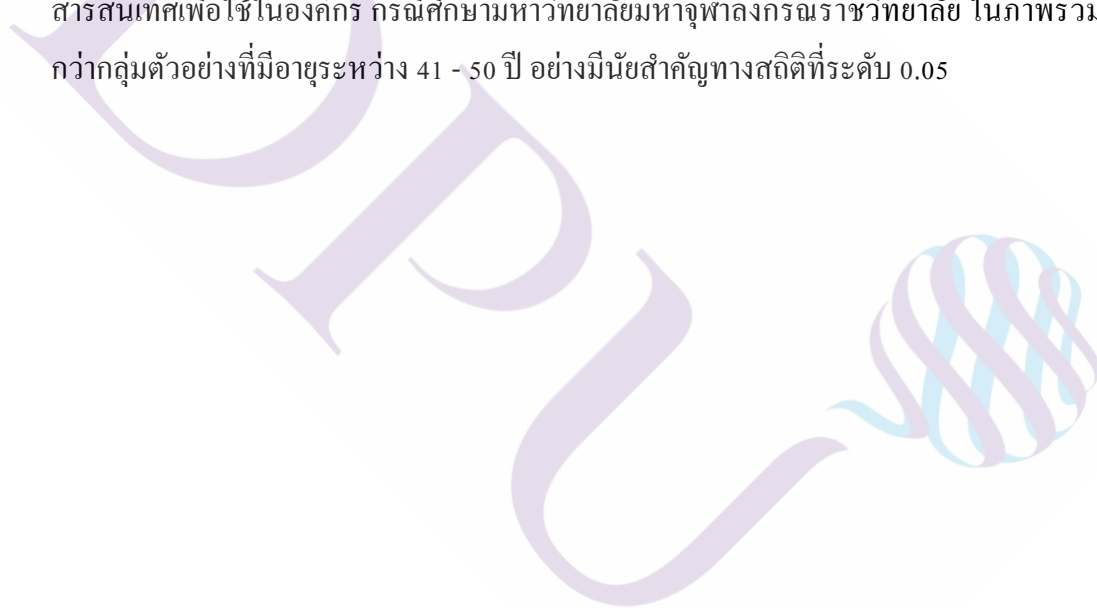 สารสนเทศเพื่อใช้ในองค์กร กรณีศึกษามหาวิทยาลัยมหาจุฬาลงกรณราชวิทยาลัย ในภาพรวม
กว่ากลุ่มตัวอย่างที่มีอายุระหว่าง 41 - 50 ปี อย่างมีนัยสำคัญทางสถิติที่ระดับ 0.05
DPU